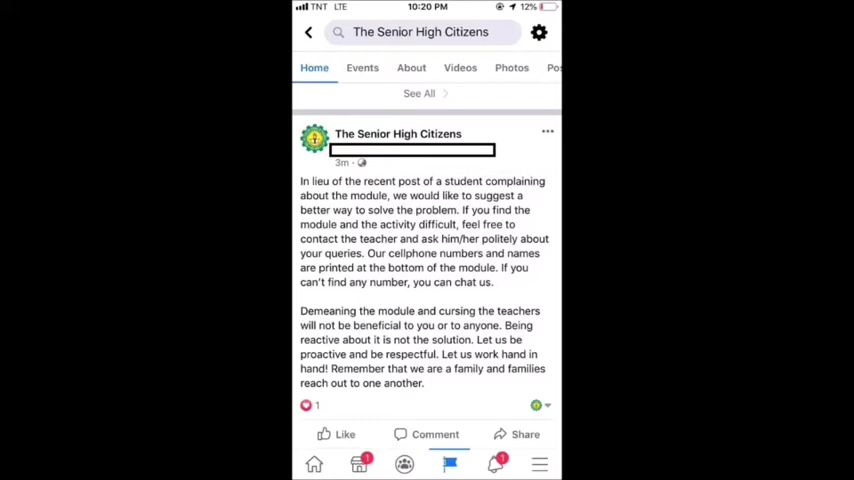 TNT LTE 10:20 PM 12%
The Senior High Citizens
Home Events About Videos Photos Pos
See All
The Senior High Citizens
3m ·
In lieu of the recent post of a student complaining
about the module, we would like to suggest a
better way to solve the problem. If you find the
module and the activity difficult, feel free to
contact the teacher and ask him/her politely about
your queries. Our cellphone numbers and names
are printed at the bottom of the module. If you
can't find any number, you can chat us.
Demeaning the module and cursing the teachers
will not be beneficial to you or to anyone. Being
reactive about it is not the solution. Let us be
proactive and be respectful. Let us work hand in
hand! Remember that we are a family and families
reach out to one another.
1
Like Comment Share
1 1